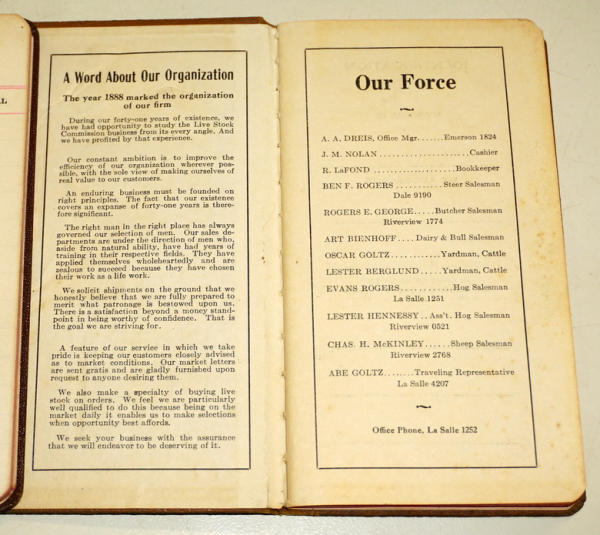 L
A Word About Our Organization
The year 1888 marked the organization
of our firm
During our forty-one years of existence, we
have had opportunity to study the Live Stock
Commission business from its every angle. And
we have profited by that experience.
Our constant ambition is to improve the
efficiency of our organization wherever pos-
sible, with the sole view of making ourselves of
real value to our customers.
An enduring business must be founded on
right principles. The fact that our existence
covers an expanse of forty-one years is there-
fore significant.
The right man in the right place has always
governed our selection of men. Our sales de-
partments are under the direction of men who,
aside from natural ability, have had years of
training in their respective fields. They have
applied themselves wholeheartedly and are
zealous to succeed because they have chosen
their work as a life work.
We solicit shipments on the ground that we
honestly believe that we are fully prepared to
merit what patronage is bestowed upon us.
There is a satisfaction beyond a money stand-
point in being worthy of confidence. That is
the goal we are striving for.
A feature of our service in which we take
pride is keeping our customers closely advised
as to market conditions. Our market letters
are sent gratis and are gladly furnished upon
request to anyone desiring them.
We also make a specialty of buying live
stock on orders. We feel we are particularly
well qualified to do this because being on the
market daily it enables us to make selections
when opportunity best affords.
We seek your business with the assurance
that we will endeavor to be deserving of it.
Our Force
A. A. DREIS, Office Mgr.......Emerson 1824
J. M. NOLAN......................Cashier
R. LaFOND....................Bookkeeper
BEN F. ROGERS............Steer Salesman
Dale 9190
ROGERS E. GEORGE.....Butcher Salesman
Riverview 1774
ART BIENHOFF....Dairy & Bull Salesman
OSCAR GOLTZ............Yardman, Cattle
LESTER BERGLUND.....Yardman, Cattle
EVANS ROGERS.............Hog Salesman
La Salle 1251
LESTER HENNESSY..Ass't. Hog Salesman
Riverview 0521
CHAS. H. McKINLEY......Sheep Salesman
Riverview 2768
ABE GOLTZ........Traveling Representative
La Salle 4207
Office Phone, La Salle 1252